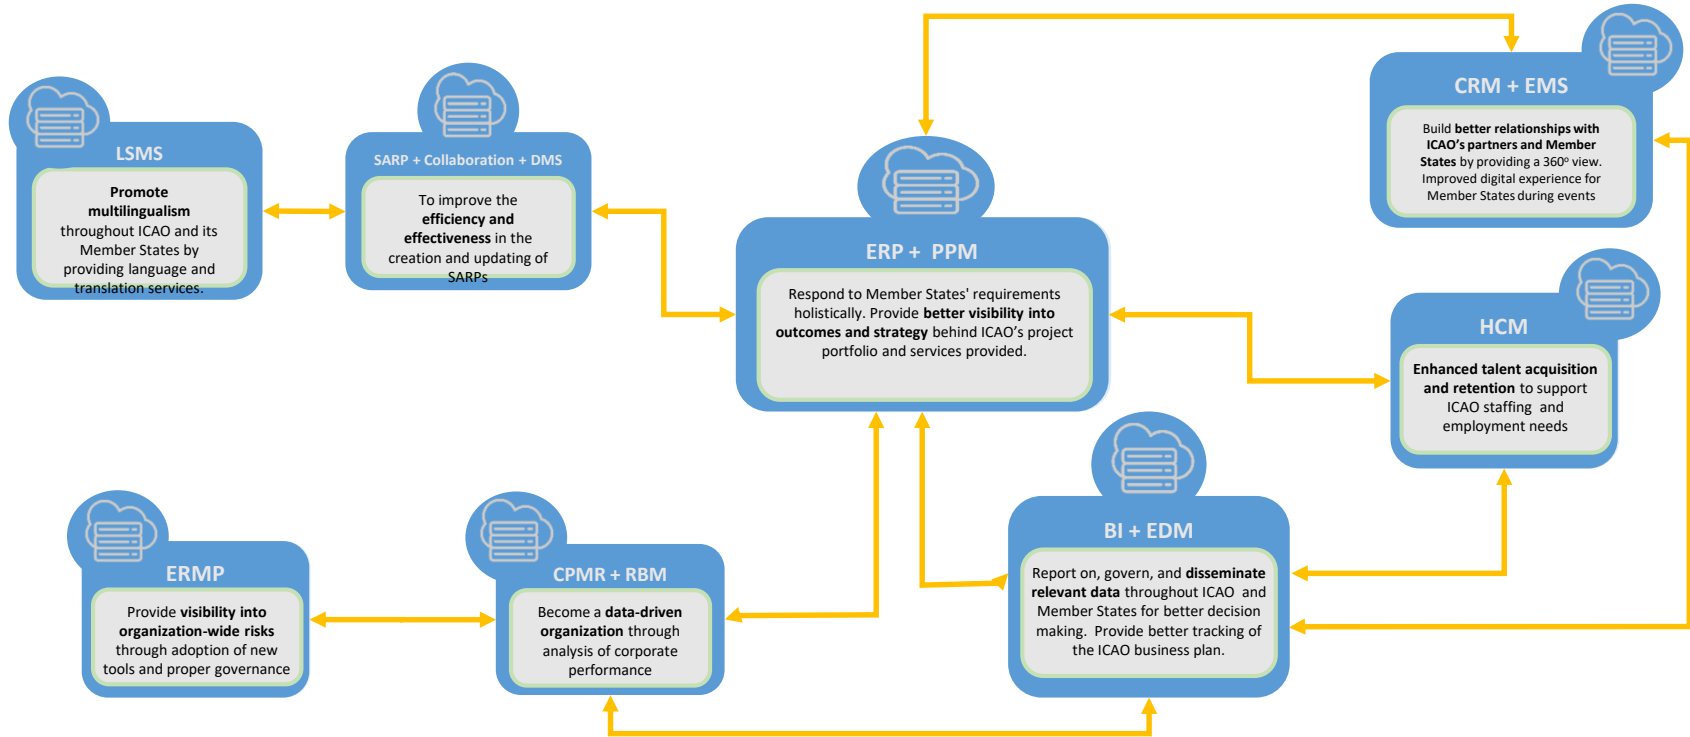 CRM + EMS
Build better relationships with
ICAO's partners and Member
States by providing a 360º view.
Improved digital experience for
Member States during events
LSMS
Promote
multilingualism
throughout ICAO and its
Member States by
providing language and
translation services.
SARP + Collaboration + DMS
To improve the
efficiency and
effectiveness in the
creation and updating of
SARPs
ERP + PPM
Respond to Member States' requirements
holistically. Provide better visibility into
outcomes and strategy behind ICAO's project
portfolio and services provided.
HCM
Enhanced talent acquisition
and retention to support
ICAO staffing and
employment needs
ERMP
Provide visibility into
organization-wide risks
through adoption of new
tools and proper governance
CPMR + RBM
Become a data-driven
organization through
analysis of corporate
performance
BI + EDM
Report on, govern, and disseminate
relevant data throughout ICAO and
Member States for better decision
making. Provide better tracking of
the ICAO business plan.